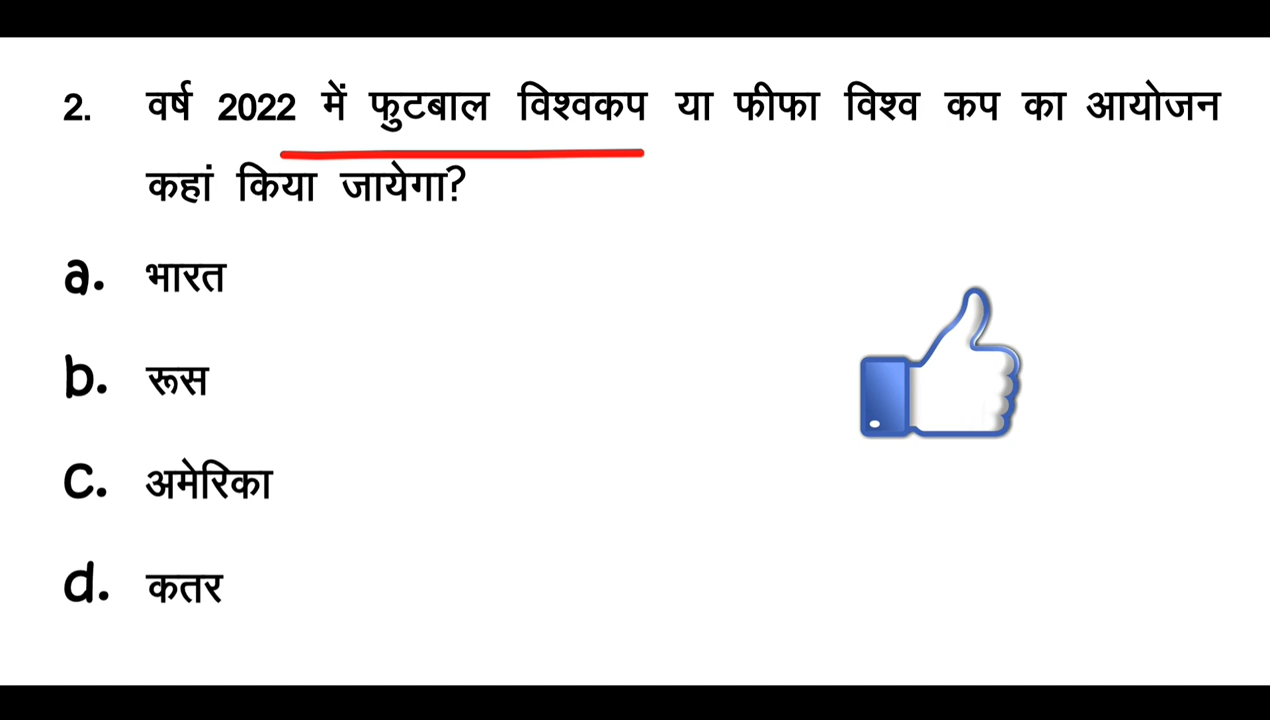 2. वर्ष 2022 में फुटबाल विश्वकप या फीफा विश्व कप का आयोजन
कहां किया जायेगा?
a. भारत
b. रूस
c. अमेरिका
d. कतर